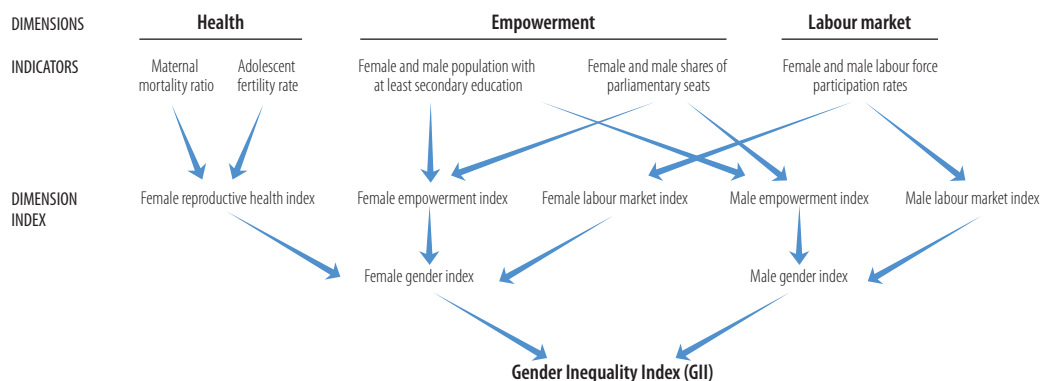 DIMENSIONS Health Empowerment Labour market
INDICATORS Maternal Adolescent Female and male population with Female and male shares of Female and male labour force
mortality ratio fertility rate at least secondary education parliamentary seats participation rates
DIMENSION Female reproductive health index Female empowerment index Female labour market index Male empowerment index Male labour market index
INDEX
Female gender index Male gender index
Gender Inequality Index (GII)